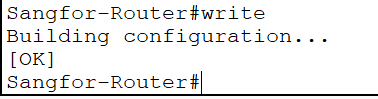 Sangfor-Router#write
Building configuration...
[OK]
Sangfor-Router#